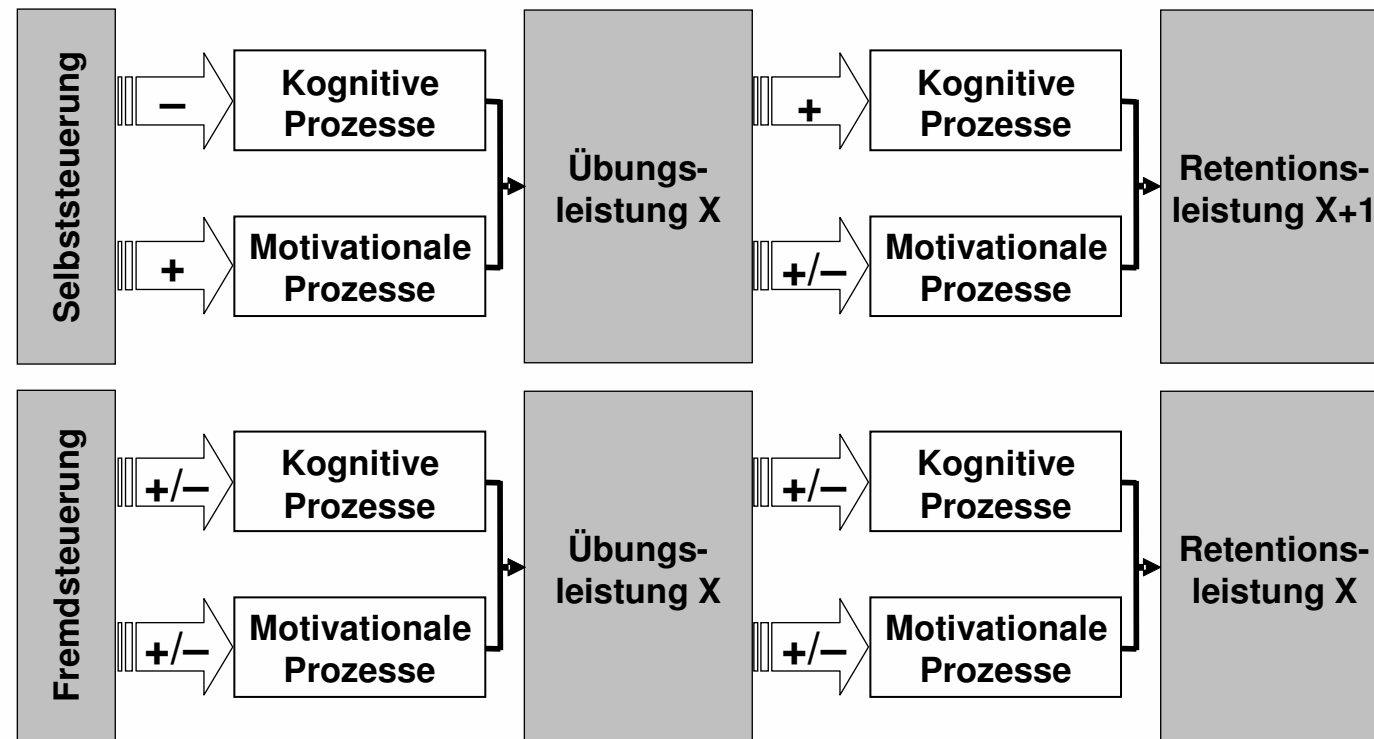 Selbststeuerung
–
Kognitive
Prozesse
+
Motivationale
Prozesse
Übungs-
leistung X
+
Kognitive
Prozesse
+/–
Motivationale
Prozesse
Retentions-
leistung X+1
Fremdsteuerung
+/–
Kognitive
Prozesse
+/–
Motivationale
Prozesse
Übungs-
leistung X
+/–
Kognitive
Prozesse
+/–
Motivationale
Prozesse
Retentions-
leistung X